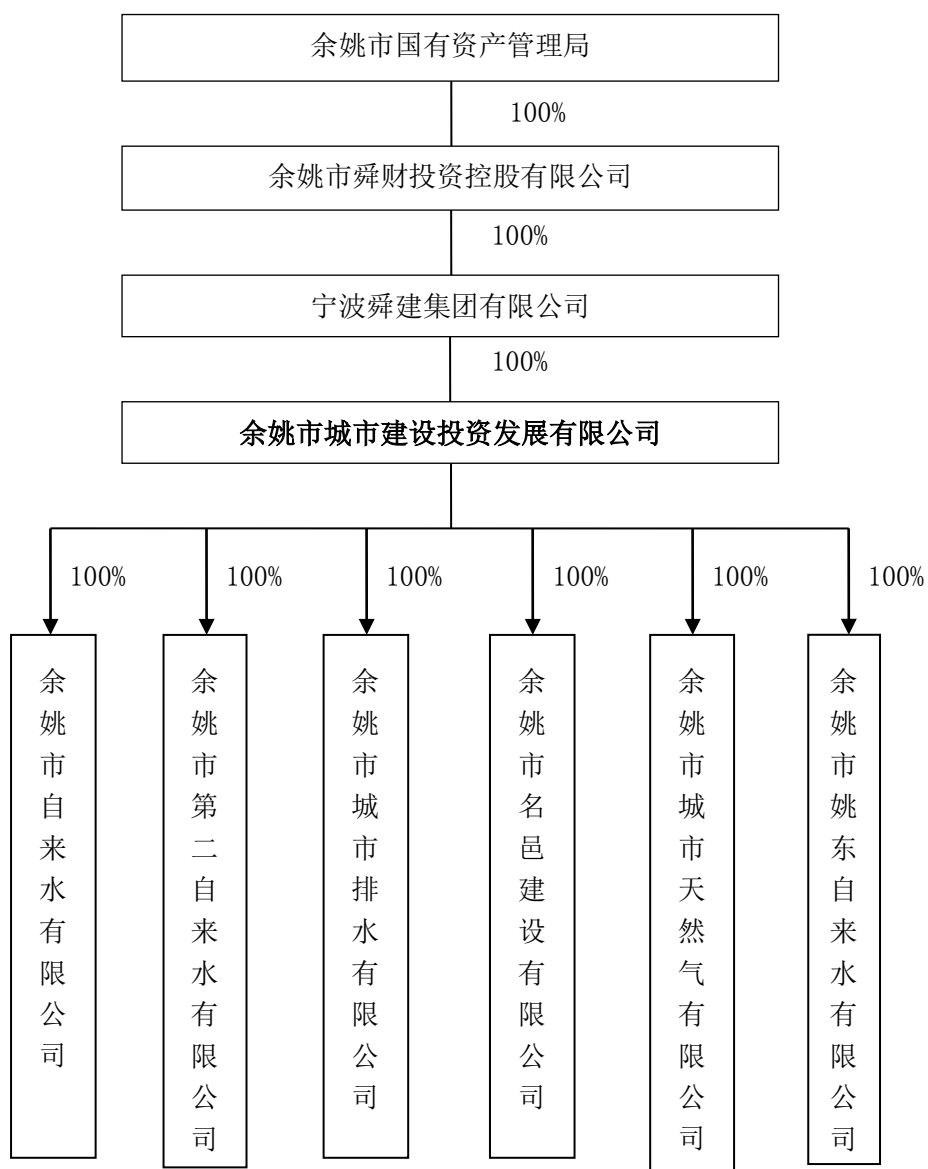 余姚市国有资产管理局
100%
余姚市舜财投资控股有限公司
100%
宁波舜建集团有限公司
100%
余姚市城市建设投资发展有限公司
100%
100%
100%
100%
100%
100%
余姚市自来水有限公司
余姚市第二自来水有限公司
余姚市城市排水有限公司
余姚市名邑建设有限公司
余姚市城市天然气有限公司
余姚市姚东自来水有限公司